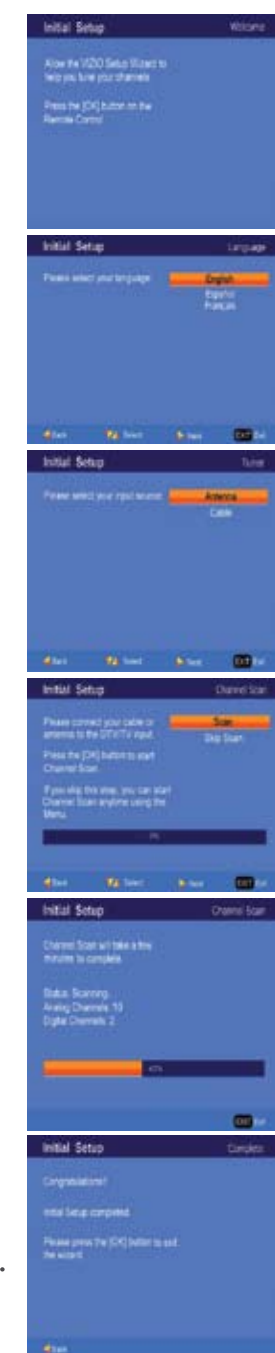 Initial Setup Welcome
Allow the VIZIO Setup Wizard to
help you tune your channels
Press the [OK] button on the
Remote Control
Initial Setup Language
Please select your language
English
Español
Français
Back Select Next EXIT Exit
Initial Setup Tuner
Please select your input source
Antenna
Cable
Back Select Next EXIT Exit
Initial Setup Channel Scan
Please connect your cable or
antenna to the DTV/TV input.
Scan
Skip Scan
Press the [OK] button to start
Channel Scan.
If you skip this step, you can start
Channel Scan anytime using the
Menu.
Back Select Next EXIT Exit
Initial Setup Channel Scan
Channel Scan will take a few
minutes to complete.
Status: Scanning
Analog Channels: 10
Digital Channels: 2
EXIT Exit
Initial Setup Complete
Congratulations!!
Initial Setup completed.
Please press the [OK] button to exit
the wizard.
Back